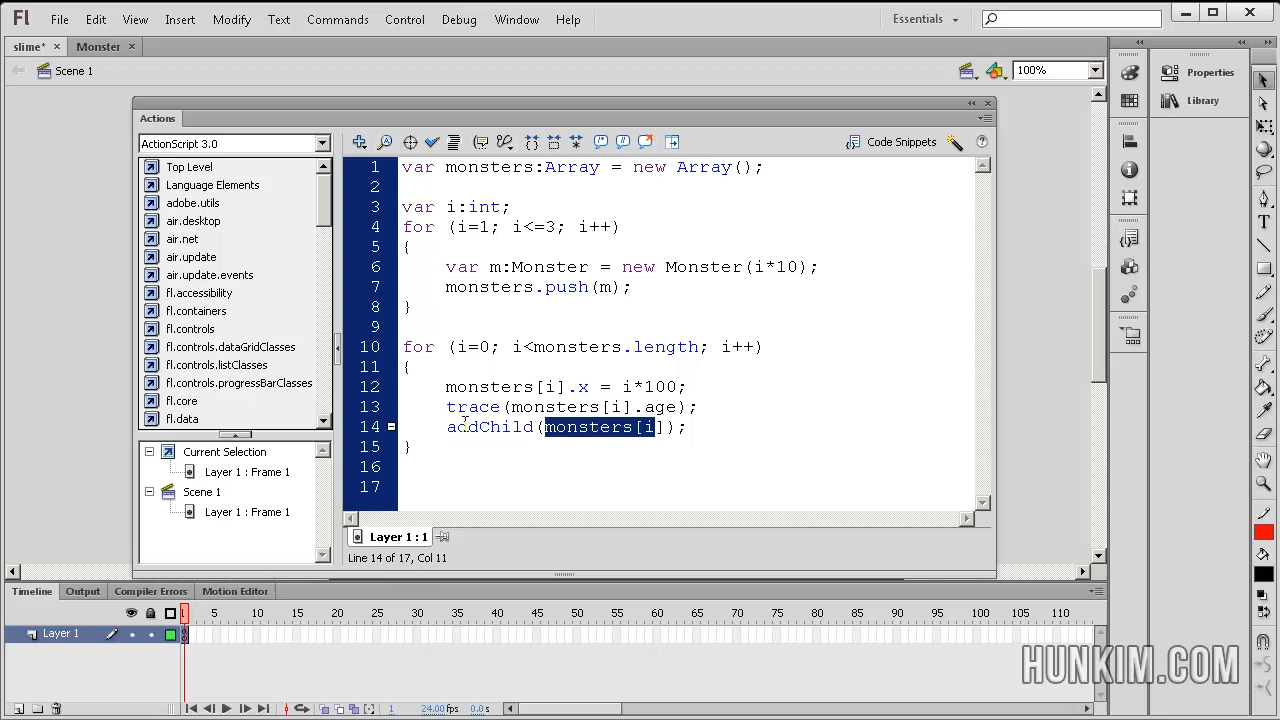 Fl File Edit View Insert Modify Text Commands Control Debug Window Help Essentials
slime* × Monster ×
Scene 1 100%
Properties
Library
Actions
ActionScript 3.0
Code Snippets
Top Level
Language Elements
adobe.utils
air.desktop
air.net
air.update
air.update.events
fl.accessibility
fl.containers
fl.controls
fl.controls.dataGridClasses
fl.controls.listClasses
fl.controls.progressBarClasses
fl.core
fl.data
Current Selection
Layer 1 : Frame 1
Scene 1
Layer 1 : Frame 1
1 var monsters:Array = new Array();
2
3 var i:int;
4 for (i=1; i<=3; i++)
5 {
6 var m:Monster = new Monster(i*10);
7 monsters.push(m);
8 }
9
10 for (i=0; i<monsters.length; i++)
11 {
12 monsters[i].x = i*100;
13 trace(monsters[i].age);
14 addChild(monsters[i]);
15 }
16
17
Layer 1 : 1
Line 14 of 17, Col 11
Timeline Output Compiler Errors Motion Editor
5 10 15 20 25 30 35 40 45 50 55 60 65 70 75 80 85 90 95 100 105 110
Layer 1
1 24.00fps 0.0s
HUNKIM.COM